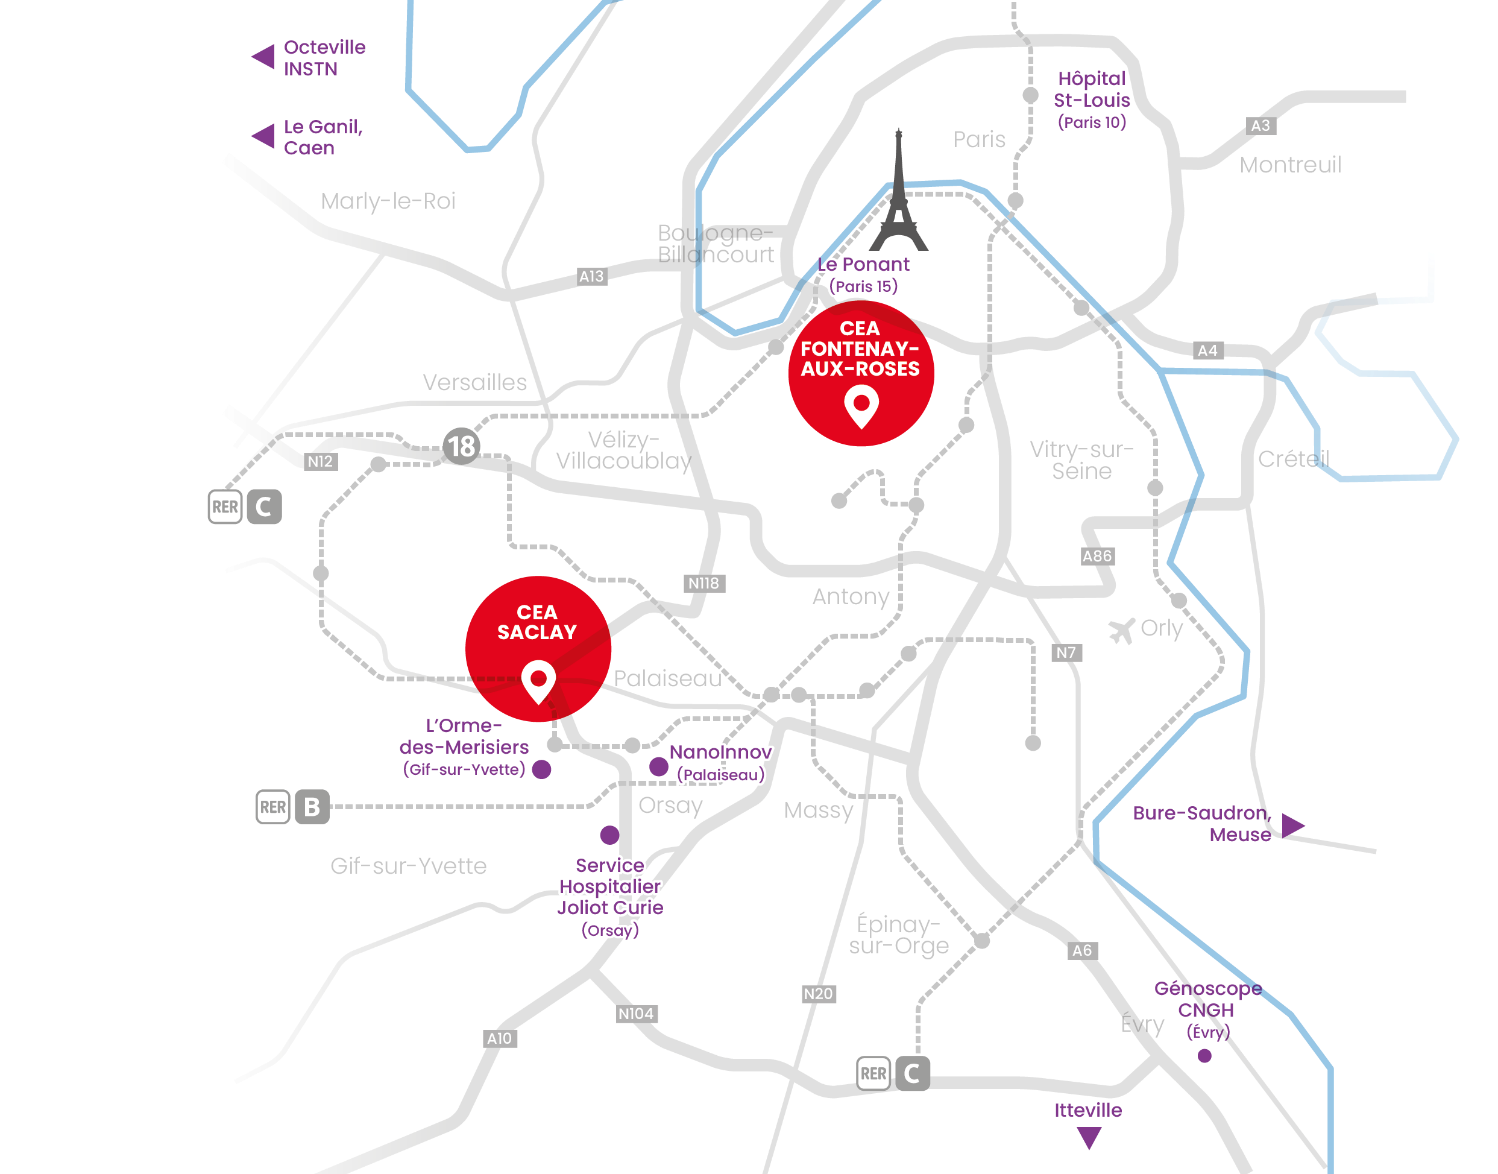 Octeville
INSTN
Le Ganil,
Caen
Marly-le-Roi
Hôpital
St-Louis
(Paris 10)
Paris
A3
Montreuil
Boulogne-
Billancourt
A13
Le Ponant
(Paris 15)
CEA
FONTENAY-
AUX-ROSES
A4
Versailles
18
N12
Vélizy-
Villacoublay
Vitry-sur-
Seine
Créteil
RER C
A86
N118
Antony
CEA
SACLAY
Orly
N7
Palaiseau
L'Orme-
des-Merisiers
(Gif-sur-Yvette)
NanoInnov
(Palaiseau)
RER B
Orsay
Massy
Bure-Saudron,
Meuse
Gif-sur-Yvette
Service
Hospitalier
Joliot Curie
(Orsay)
Épinay-
sur-Orge
A6
N20
Génoscope
CNGH
(Évry)
Évry
N104
A10
RER C
Itteville